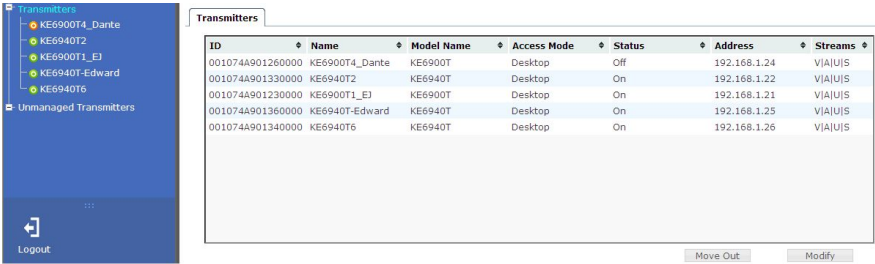 Transmitters
KE6900T4_Dante
KE6940T2
KE6900T1_EJ
KE6940T-Edward
KE6940T6
Unmanaged Transmitters
Logout
Transmitters
ID Name Model Name Access Mode Status Address Streams
001074A901260000 KE6900T4_Dante KE6900T Desktop Off 192.168.1.24 V|A|U|S
001074A901330000 KE6940T2 KE6940T Desktop On 192.168.1.22 V|A|U|S
001074A901230000 KE6900T1_EJ KE6900T Desktop On 192.168.1.21 V|A|U|S
001074A901360000 KE6940T-Edward KE6940T Desktop On 192.168.1.25 V|A|U|S
001074A901340000 KE6940T6 KE6940T Desktop On 192.168.1.26 V|A|U|S
Move Out Modify